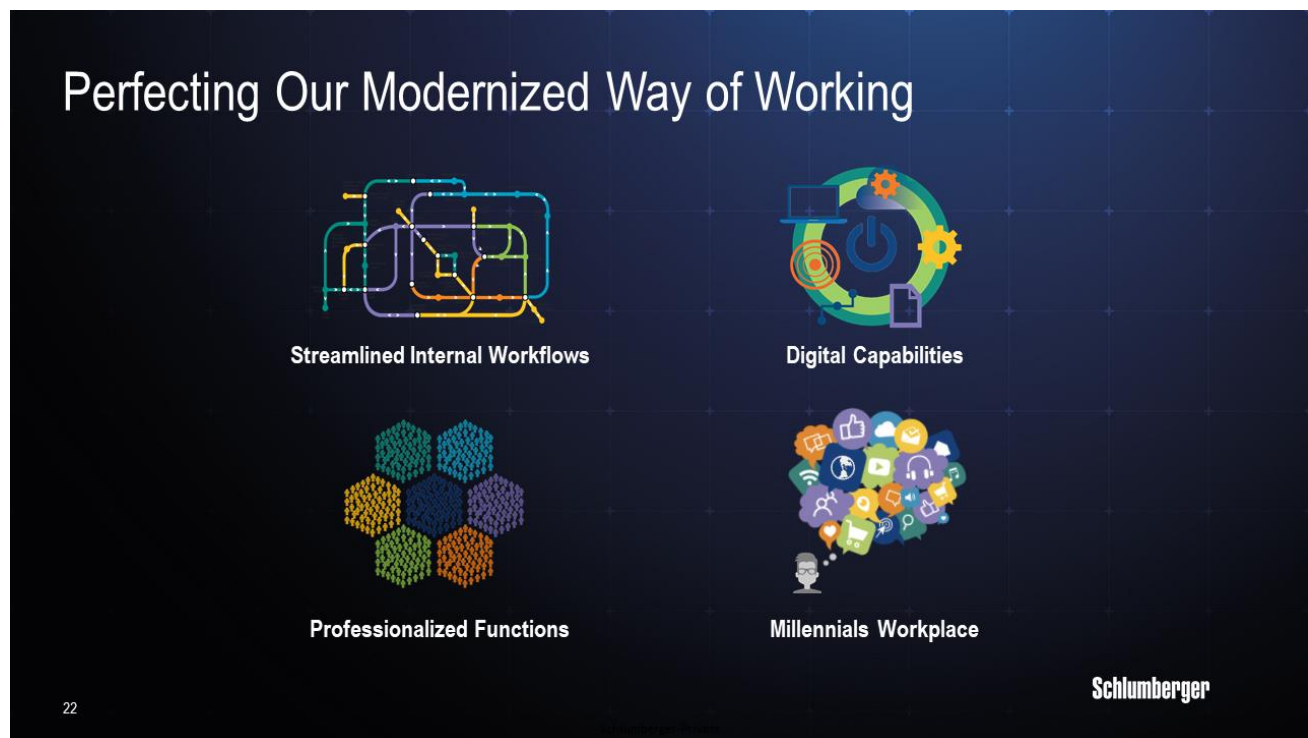 Perfecting Our Modernized Way of Working
Streamlined Internal Workflows
Digital Capabilities
Professionalized Functions
Millennials Workplace
Schlumberger
22